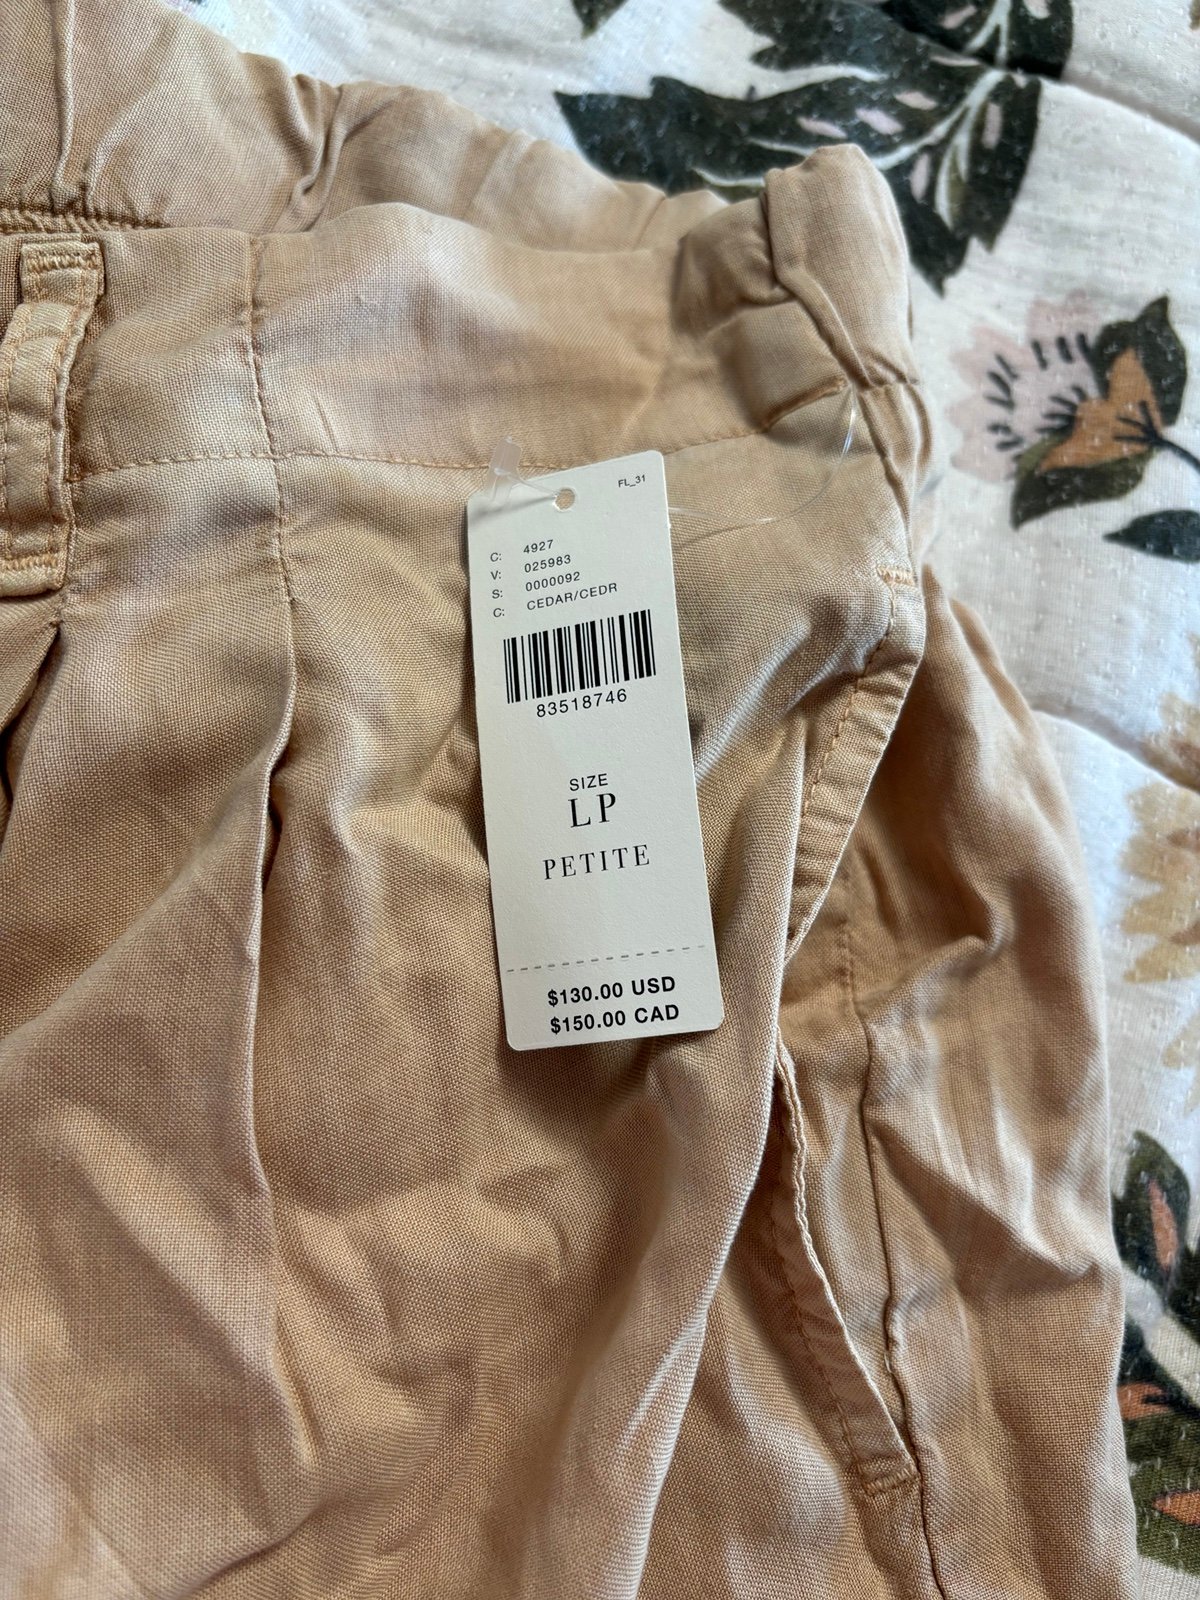 FL_31
C: 4927
V: 025983
S: 0000092
C: CEDAR/CEDR
83518746
SIZE
LP
PETITE
$130.00 USD
$150.00 CAD